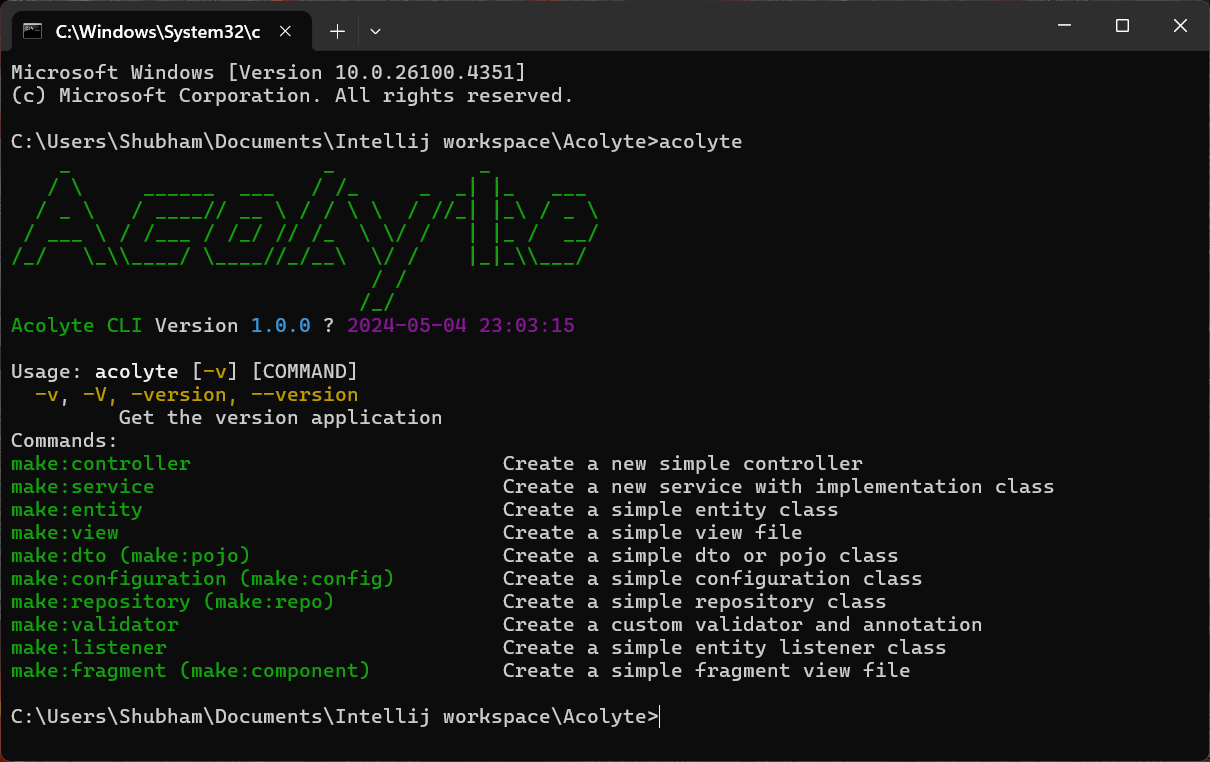 C:\Windows\System32\c
Microsoft Windows [Version 10.0.26100.4351]
(c) Microsoft Corporation. All rights reserved.
C:\Users\Shubham\Documents\Intellij workspace\Acolyte>acolyte
Acolyte
Acolyte CLI Version 1.0.0 ? 2024-05-04 23:03:15
Usage: acolyte [-v] [COMMAND]
-v, -V, -version, --version
Get the version application
Commands:
make:controller Create a new simple controller
make:service Create a new service with implementation class
make:entity Create a simple entity class
make:view Create a simple view file
make:dto (make:pojo) Create a simple dto or pojo class
make:configuration (make:config) Create a simple configuration class
make:repository (make:repo) Create a simple repository class
make:validator Create a custom validator and annotation
make:listener Create a simple entity listener class
make:fragment (make:component) Create a simple fragment view file
C:\Users\Shubham\Documents\Intellij workspace\Acolyte>